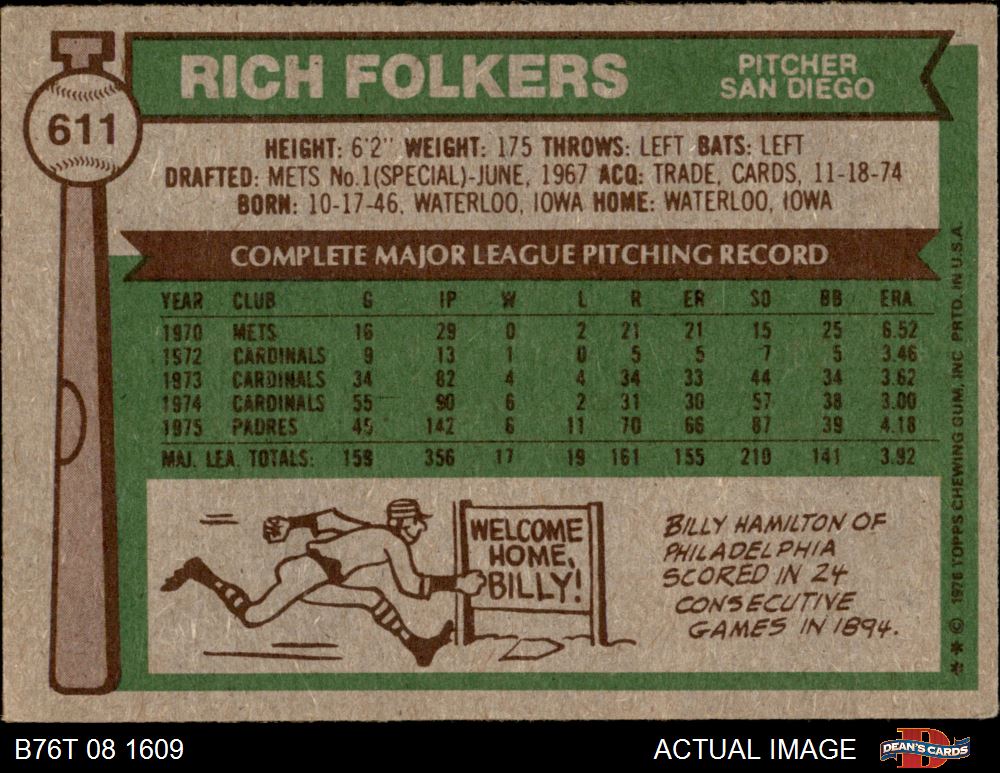 611
RICH FOLKERS
PITCHER
SAN DIEGO
HEIGHT: 6'2" WEIGHT: 175 THROWS: LEFT BATS: LEFT
DRAFTED: METS No.1(SPECIAL)-JUNE, 1967 ACQ: TRADE, CARDS, 11-18-74
BORN: 10-17-46, WATERLOO, IOWA HOME: WATERLOO, IOWA
COMPLETE MAJOR LEAGUE PITCHING RECORD
YEAR CLUB G IP W L R ER SO BB ERA
1970 METS 16 29 0 2 21 21 15 25 6.52
1972 CARDINALS 9 13 1 0 5 5 7 5 3.46
1973 CARDINALS 34 82 4 4 34 33 44 34 3.62
1974 CARDINALS 55 90 6 2 31 30 57 38 3.00
1975 PADRES 45 142 6 11 70 66 87 39 4.18
MAJ. LEA. TOTALS: 159 356 17 19 161 155 210 141 3.92
WELCOME
HOME,
BILLY!
BILLY HAMILTON OF
PHILADELPHIA
SCORED IN 24
CONSECUTIVE
GAMES IN 1894.
** © 1976 TOPPS CHEWING GUM, INC. PRTD. IN U.S.A.
B76T 08 1609
ACTUAL IMAGE
DEAN'S CARDS